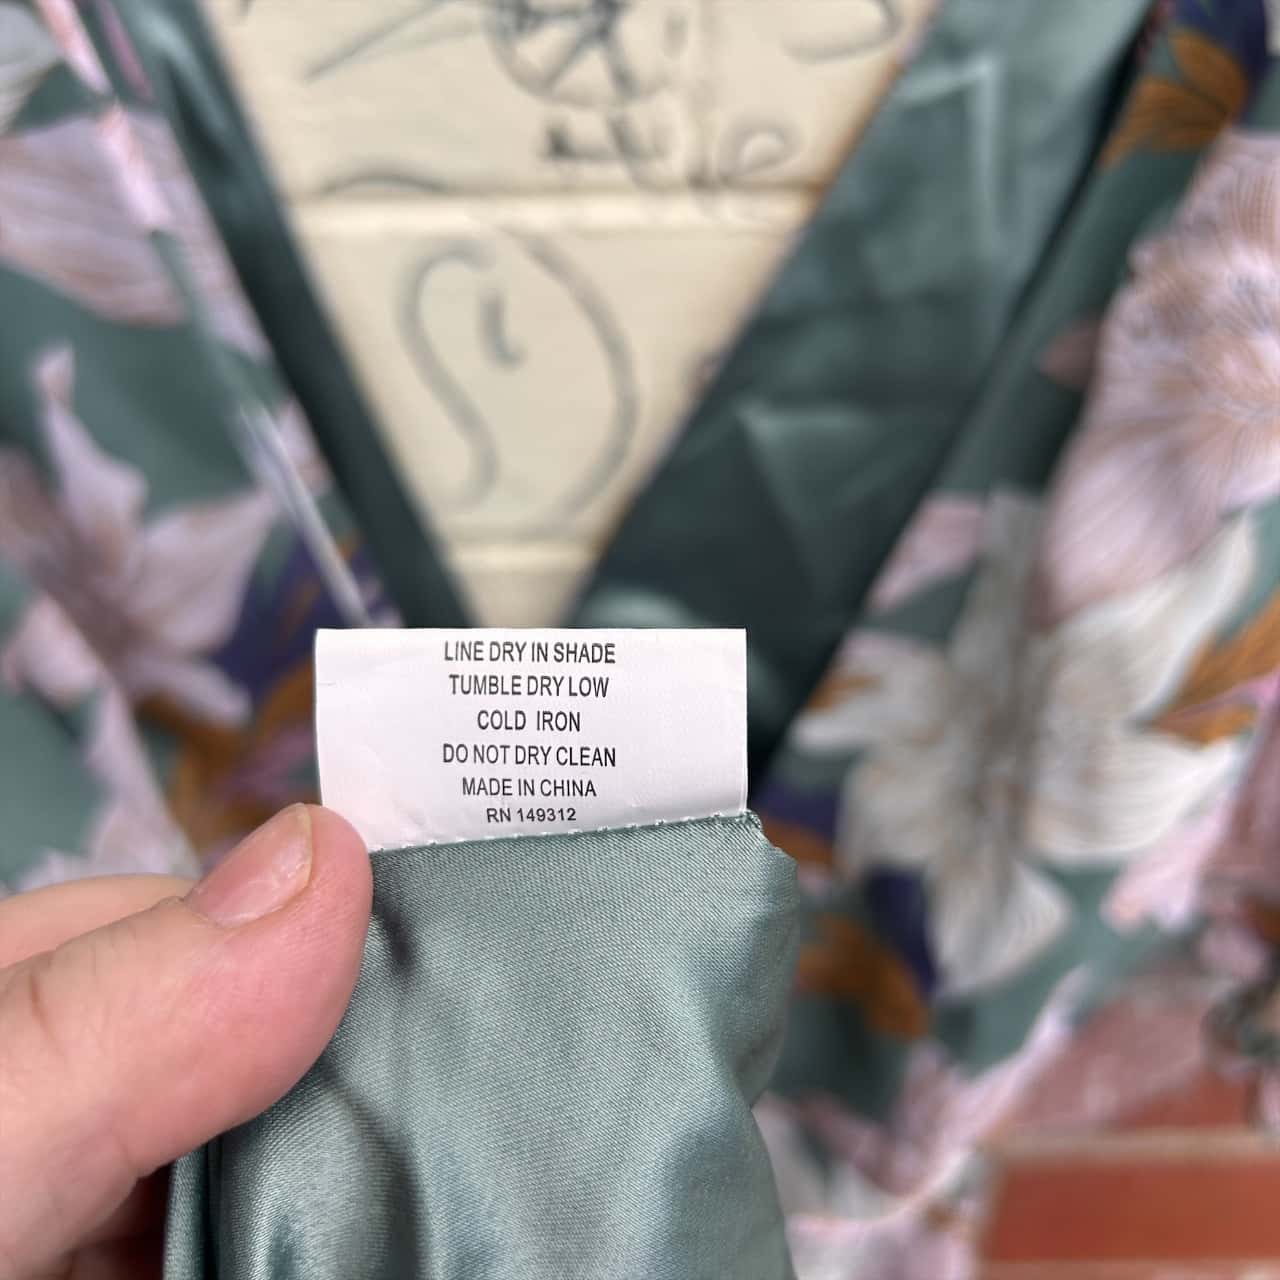 LINE DRY IN SHADE
TUMBLE DRY LOW
COLD IRON
DO NOT DRY CLEAN
MADE IN CHINA
RN 149312